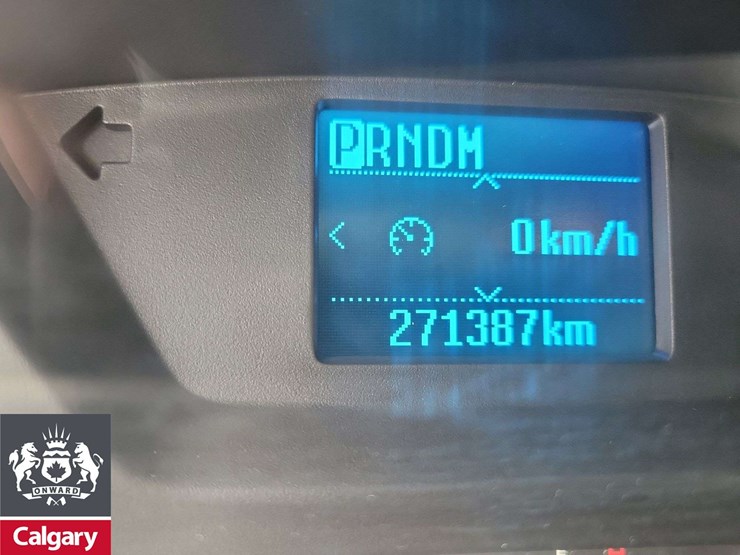 PRNDM
0km/h
271387km
ONWARD
Calgary